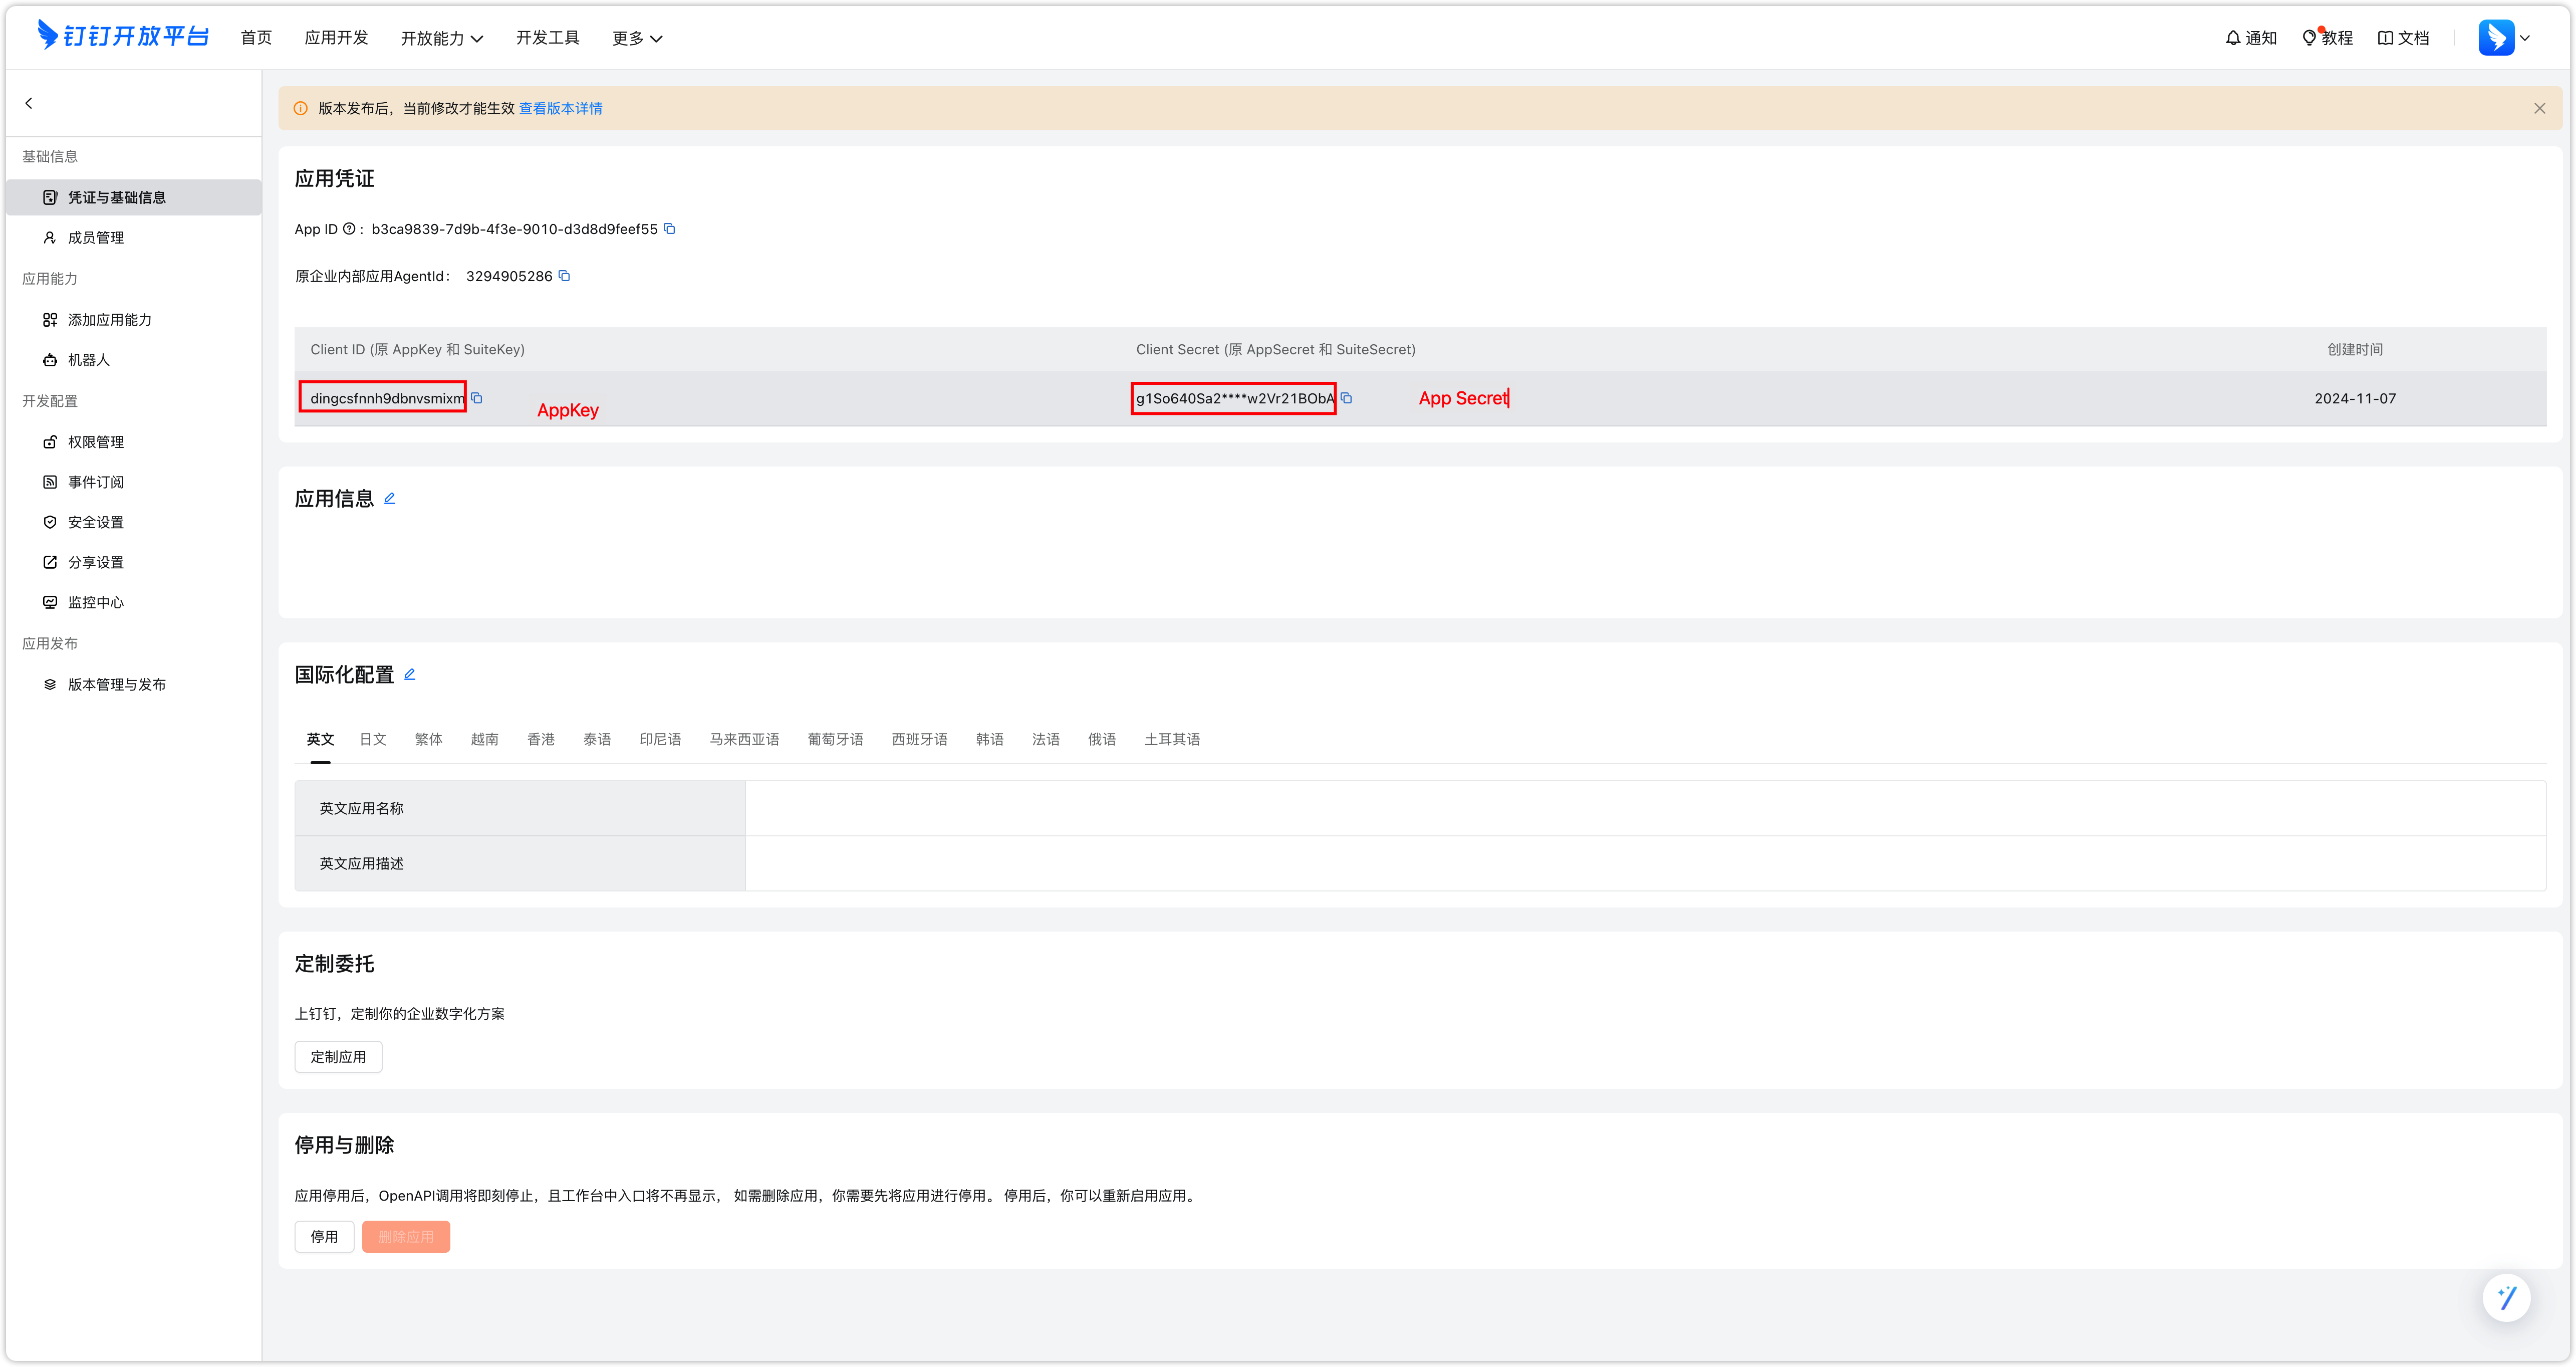 钉钉开放平台 首页 应用开发 开放能力 开发工具 更多 通知 教程 文档
版本发布后，当前修改才能生效 查看版本详情
基础信息
凭证与基础信息
成员管理
应用能力
添加应用能力
机器人
开发配置
权限管理
事件订阅
安全设置
分享设置
监控中心
应用发布
版本管理与发布
应用凭证
App ID ? : b3ca9839-7d9b-4f3e-9010-d3d8d9feef55
原企业内部应用AgentId： 3294905286
Client ID (原 AppKey 和 SuiteKey) Client Secret (原 AppSecret 和 SuiteSecret) 创建时间
dingcsfnnh9dbnvsmixm AppKey g1So640Sa2****w2Vr21BObA App Secret 2024-11-07
应用信息
国际化配置
英文 日文 繁体 越南 香港 泰语 印尼语 马来西亚语 葡萄牙语 西班牙语 韩语 法语 俄语 土耳其语
英文应用名称
英文应用描述
定制委托
上钉钉，定制你的企业数字化方案
定制应用
停用与删除
应用停用后，OpenAPI调用将即刻停止，且工作台中入口将不再显示， 如需删除应用，你需要先将应用进行停用。 停用后，你可以重新启用应用。
停用 删除应用